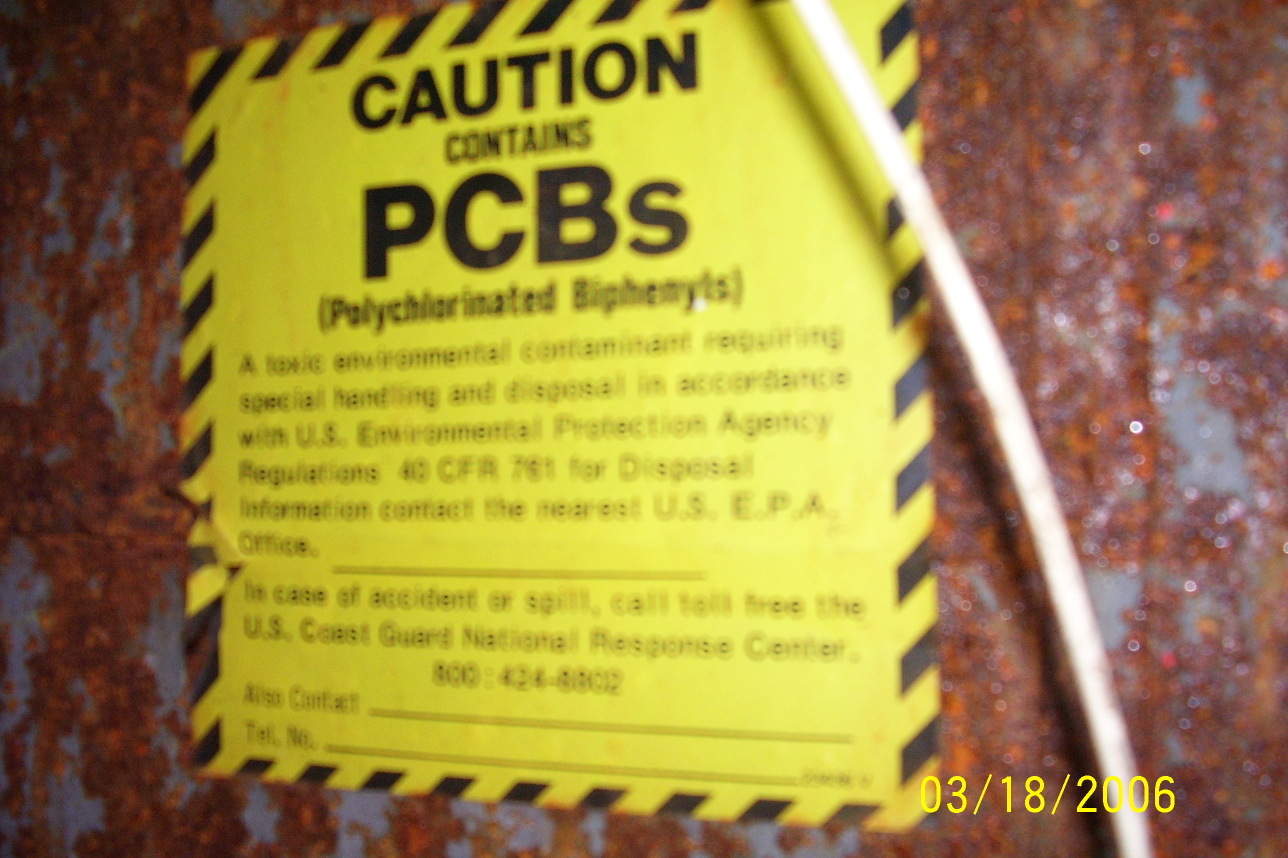 CAUTION
CONTAINS
PCBs
(Polychlorinated Biphenyls)
A toxic environmental contaminant requiring
special handling and disposal in accordance
with U.S. Environmental Protection Agency
Regulations 40 CFR 761 for Disposal
Information contact the nearest U.S. E.P.A.
Office.
In case of accident or spill, call toll free the
U.S. Coast Guard National Response Center.
800:424-8802
Also Contact
Tel. No.
03/18/2006